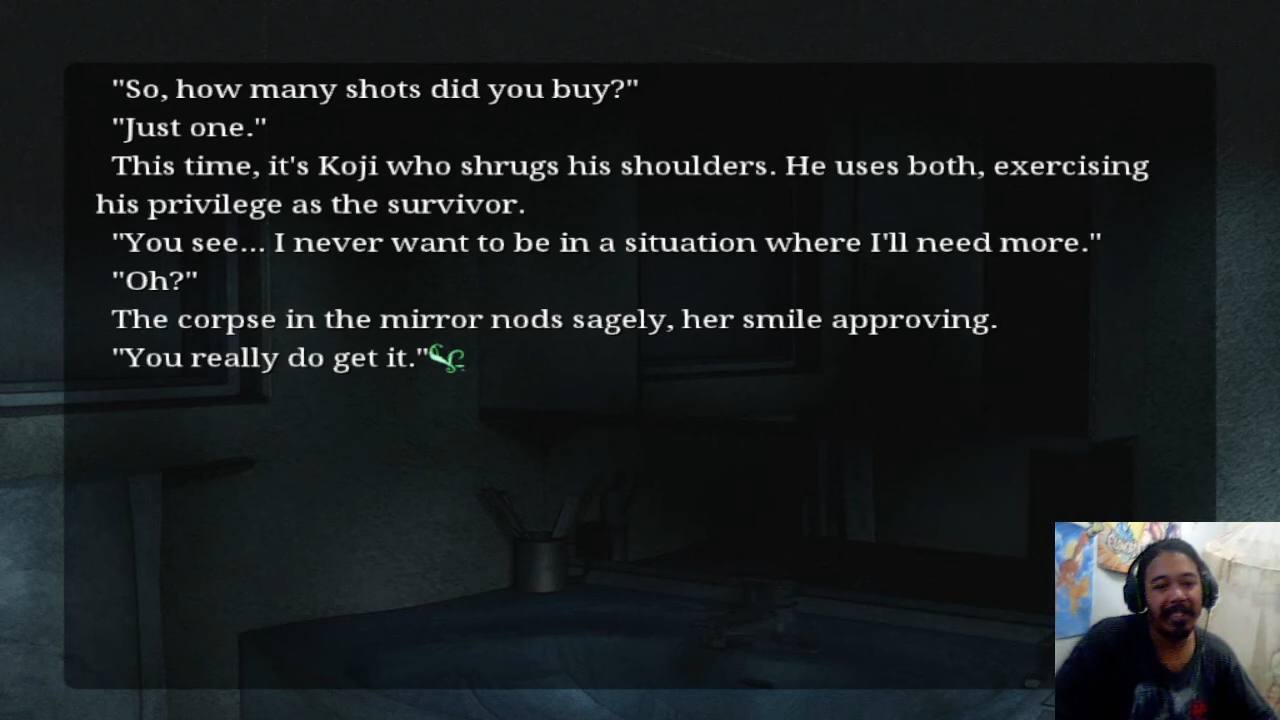 "So, how many shots did you buy?"
"Just one."
This time, it's Koji who shrugs his shoulders. He uses both, exercising
his privilege as the survivor.
"You see... I never want to be in a situation where I'll need more."
"Oh?"
The corpse in the mirror nods sagely, her smile approving.
"You really do get it."